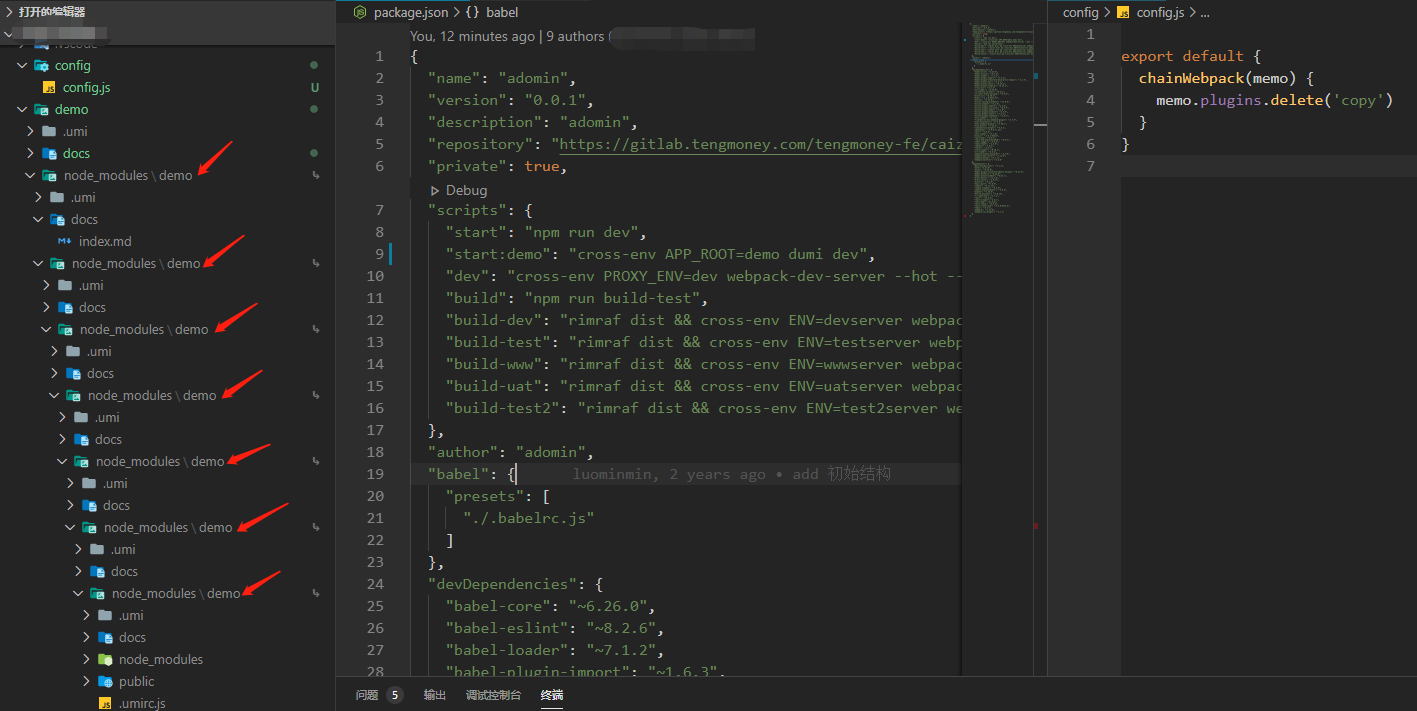 打开的编辑器
.vscode
config
config.js U
demo
.umi
docs
node_modules \ demo
.umi
docs
index.md
node_modules \ demo
.umi
docs
node_modules \ demo
.umi
docs
node_modules \ demo
.umi
docs
node_modules \ demo
.umi
docs
node_modules \ demo
.umi
docs
node_modules \ demo
.umi
docs
node_modules
public
.umirc.js
package.json > {} babel
You, 12 minutes ago | 9 authors (
1 {
2 "name": "adomin",
3 "version": "0.0.1",
4 "description": "adomin",
5 "repository": "https://gitlab.tengmoney.com/tengmoney-fe/caiz
6 "private": true,
Debug
7 "scripts": {
8 "start": "npm run dev",
9 "start:demo": "cross-env APP_ROOT=demo dumi dev",
10 "dev": "cross-env PROXY_ENV=dev webpack-dev-server --hot --
11 "build": "npm run build-test",
12 "build-dev": "rimraf dist && cross-env ENV=devserver webpac
13 "build-test": "rimraf dist && cross-env ENV=testserver webp
14 "build-www": "rimraf dist && cross-env ENV=wwwserver webpac
15 "build-uat": "rimraf dist && cross-env ENV=uatserver webpac
16 "build-test2": "rimraf dist && cross-env ENV=test2server we
17 },
18 "author": "adomin",
19 "babel": { luominmin, 2 years ago • add 初始结构
20 "presets": [
21 "./.babelrc.js"
22 ]
23 },
24 "devDependencies": {
25 "babel-core": "~6.26.0",
26 "babel-eslint": "~8.2.6",
27 "babel-loader": "~7.1.2",
28 "babel-plugin-import": "~1.6.3",
config > JS config.js > ...
1
2 export default {
3 chainWebpack(memo) {
4 memo.plugins.delete('copy')
5 }
6 }
7
问题 5 输出 调试控制台 终端